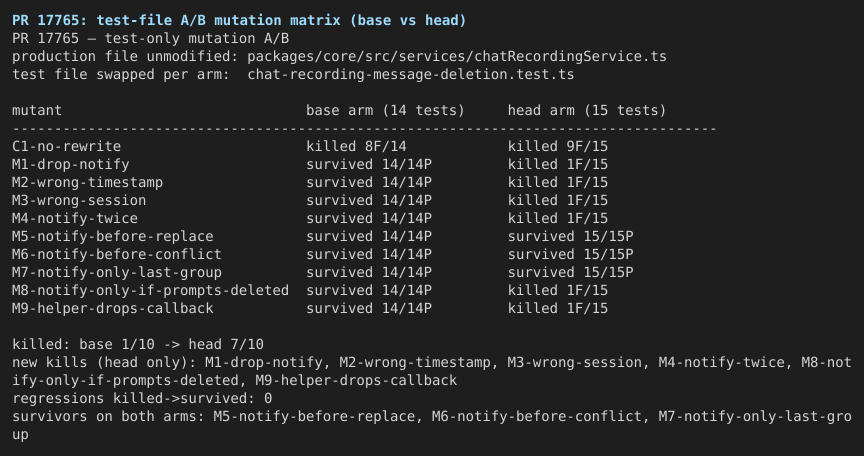 PR 17765: test-file A/B mutation matrix (base vs head)
PR 17765 — test-only mutation A/B
production file unmodified: packages/core/src/services/chatRecordingService.ts
test file swapped per arm:  chat-recording-message-deletion.test.ts

mutant                       base arm (14 tests)     head arm (15 tests)
-------------------------------------------------------------------------------------
C1-no-rewrite                      killed 8F/14            killed 9F/15
M1-drop-notify                     survived 14/14P         killed 1F/15
M2-wrong-timestamp                 survived 14/14P         killed 1F/15
M3-wrong-session                   survived 14/14P         killed 1F/15
M4-notify-twice                    survived 14/14P         killed 1F/15
M5-notify-before-replace           survived 14/14P         survived 15/15P
M6-notify-before-conflict          survived 14/14P         survived 15/15P
M7-notify-only-last-group          survived 14/14P         survived 15/15P
M8-notify-only-if-prompts-deleted  survived 14/14P         killed 1F/15
M9-helper-drops-callback           survived 14/14P         killed 1F/15

killed: base 1/10 -> head 7/10
new kills (head only): M1-drop-notify, M2-wrong-timestamp, M3-wrong-session, M4-notify-twice, M8-not
ify-only-if-prompts-deleted, M9-helper-drops-callback
regressions killed->survived: 0
survivors on both arms: M5-notify-before-replace, M6-notify-before-conflict, M7-notify-only-last-gro
up